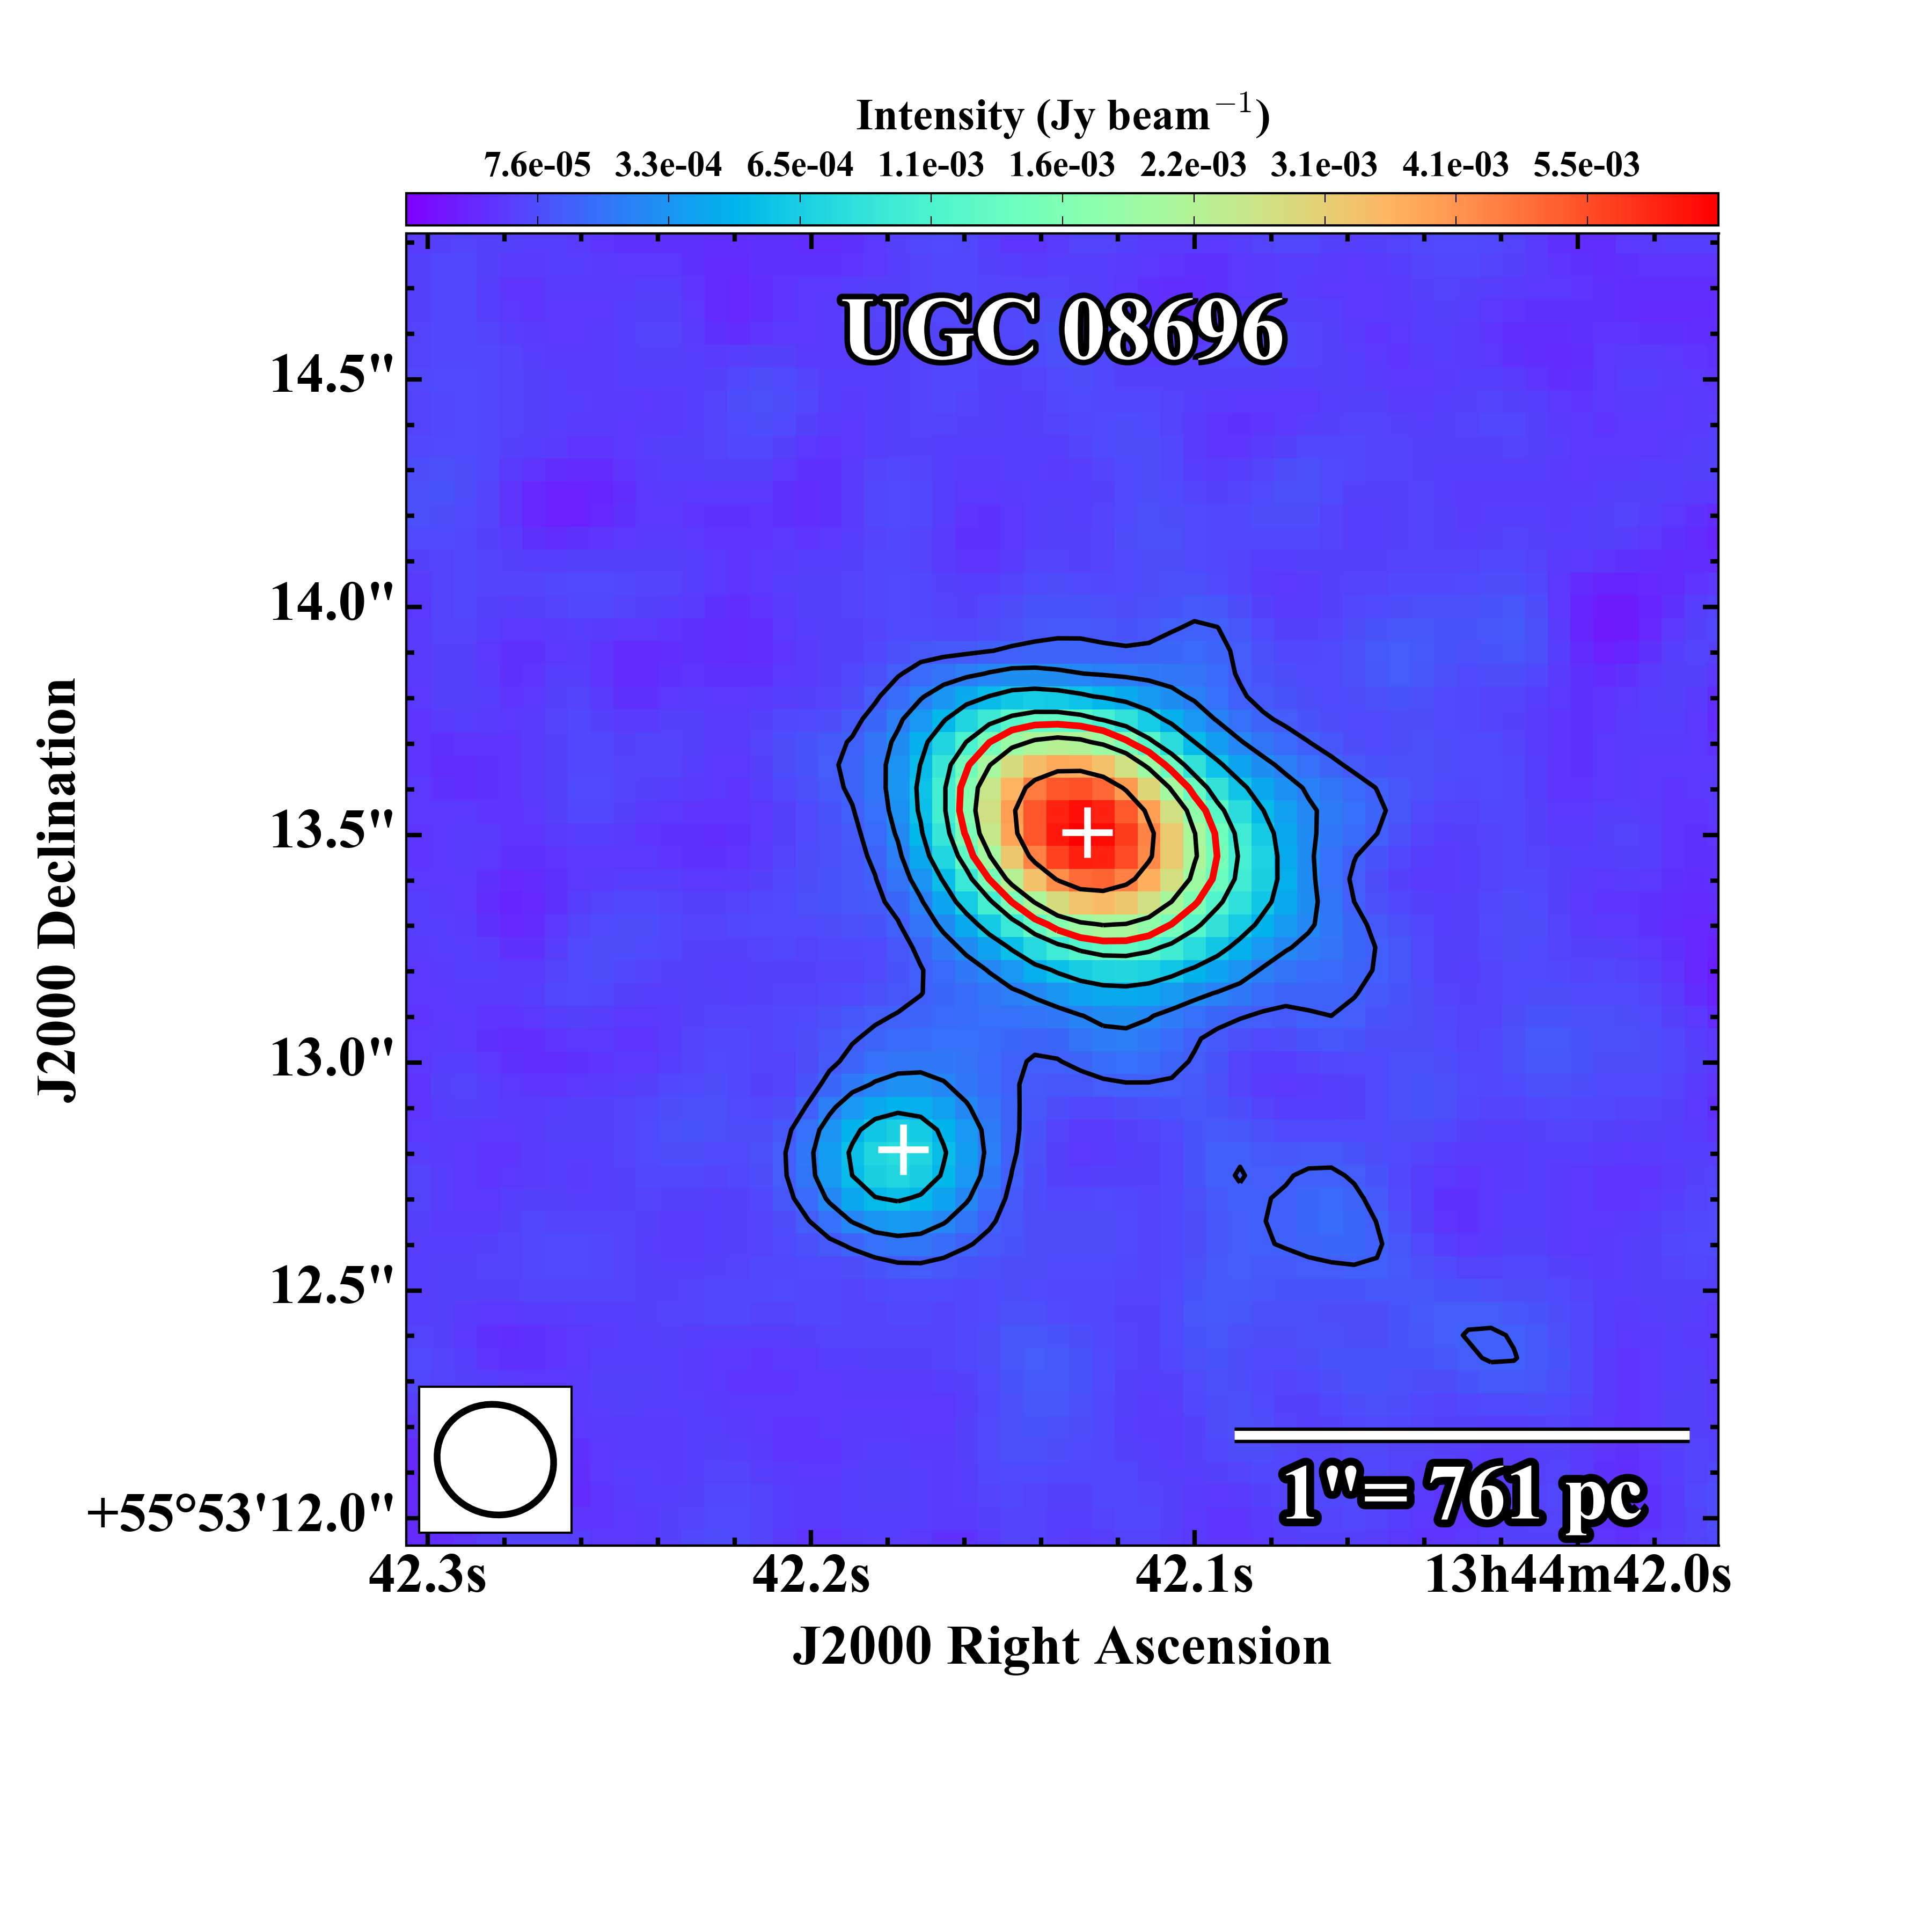 Intensity (Jy beam⁻¹)
7.6e-05 3.3e-04 6.5e-04 1.1e-03 1.6e-03 2.2e-03 3.1e-03 4.1e-03 5.5e-03
UGC 08696
14.5"
14.0"
13.5"
13.0"
12.5"
+55°53'12.0"
J2000 Declination
1"= 761 pc
42.3s 42.2s 42.1s 13h44m42.0s
J2000 Right Ascension